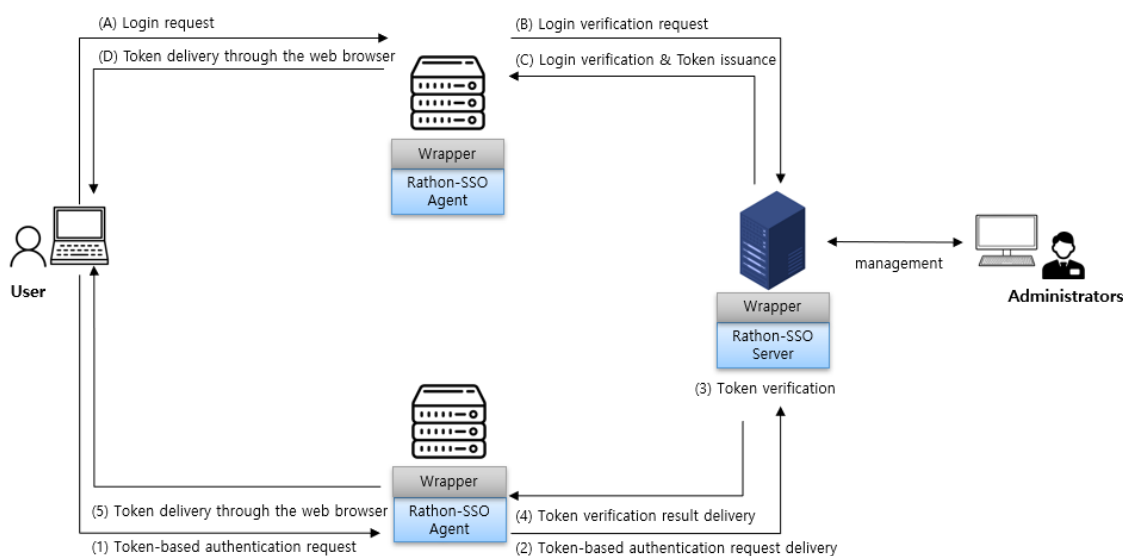 (A) Login request
(B) Login verification request
(D) Token delivery through the web browser
(C) Login verification & Token issuance
Wrapper
Rathon-SSO
Agent
User
management
Administrators
Wrapper
Rathon-SSO
Server
(3) Token verification
Wrapper
Rathon-SSO
Agent
(5) Token delivery through the web browser
(4) Token verification result delivery
(1) Token-based authentication request
(2) Token-based authentication request delivery